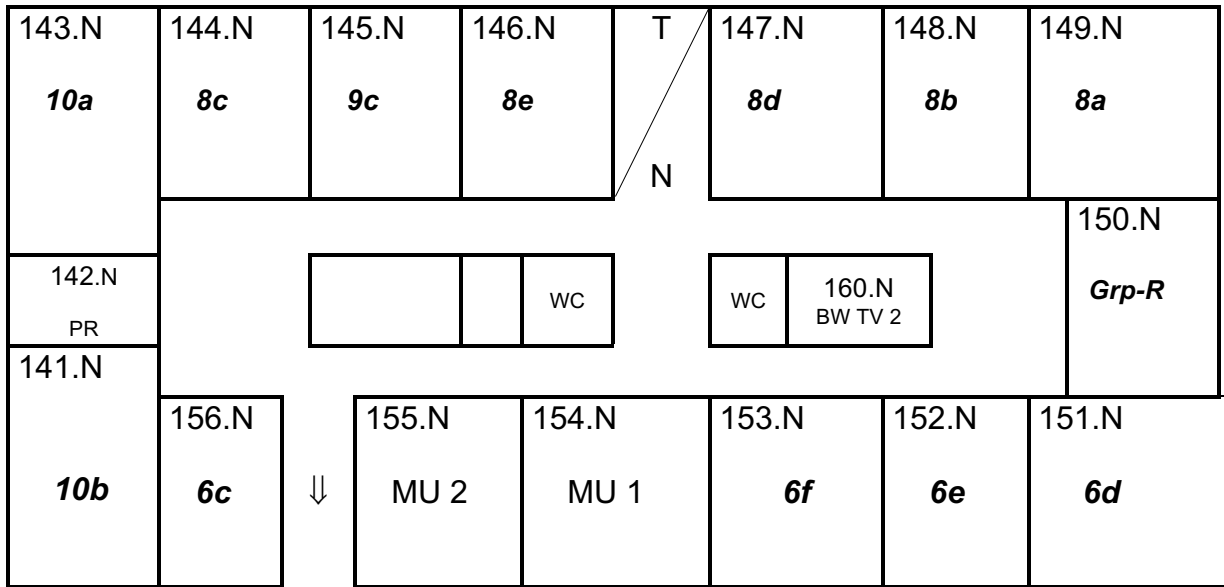 143.N 144.N 145.N 146.N T 147.N 148.N 149.N
10a 8c 9c 8e 8d 8b 8a
N
150.N
142.N
WC WC 160.N Grp-R
PR BW TV 2
141.N
156.N 155.N 154.N 153.N 152.N 151.N
10b 6c ⇓ MU 2 MU 1 6f 6e 6d